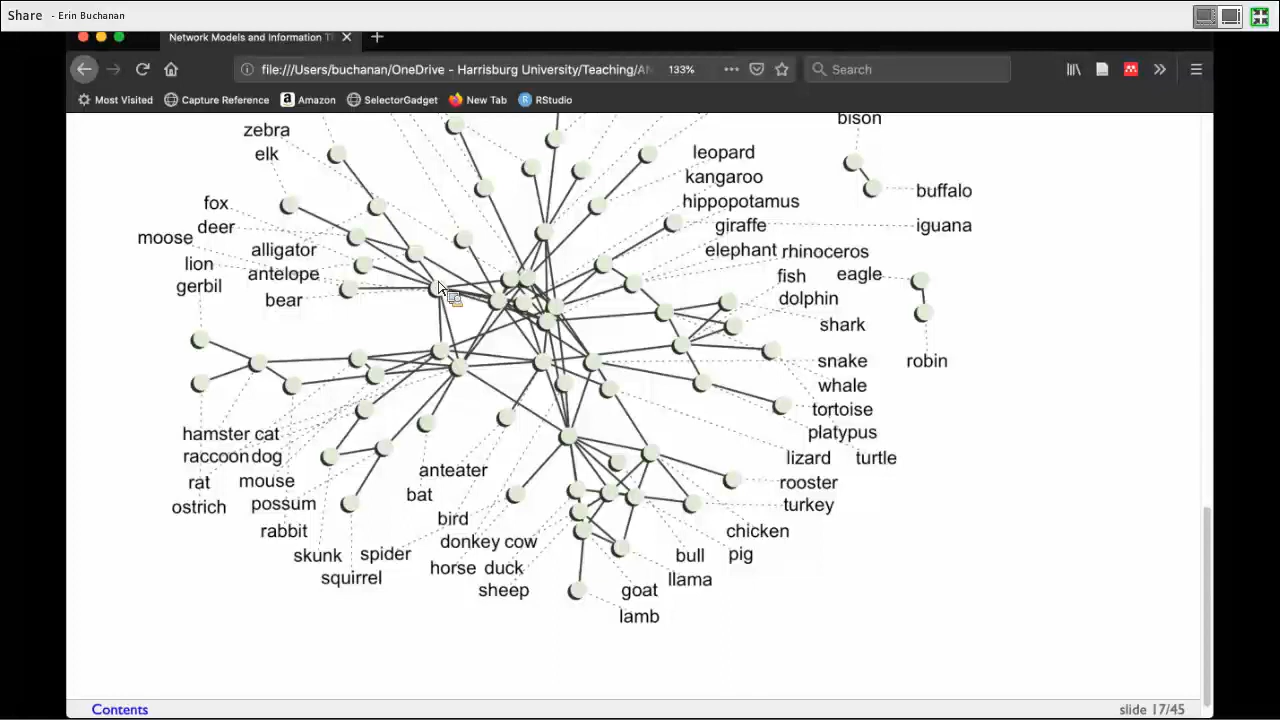 Share - Erin Buchanan
Network Models and Information T
file:///Users/buchanan/OneDrive - Harrisburg University/Teaching/AN
133%
Search
Most Visited
Capture Reference
Amazon
SelectorGadget
New Tab
RStudio
zebra
elk
bison
leopard
kangaroo
hippopotamus
buffalo
fox
deer
moose
giraffe
iguana
alligator
elephant
rhinoceros
lion
antelope
fish
eagle
gerbil
bear
dolphin
shark
snake
robin
whale
tortoise
platypus
hamster
cat
raccoon
dog
lizard
turtle
anteater
rat
mouse
rooster
bat
ostrich
possum
turkey
bird
rabbit
chicken
donkey
cow
skunk
spider
bull
pig
horse
duck
squirrel
llama
sheep
goat
lamb
Contents
slide 17/45